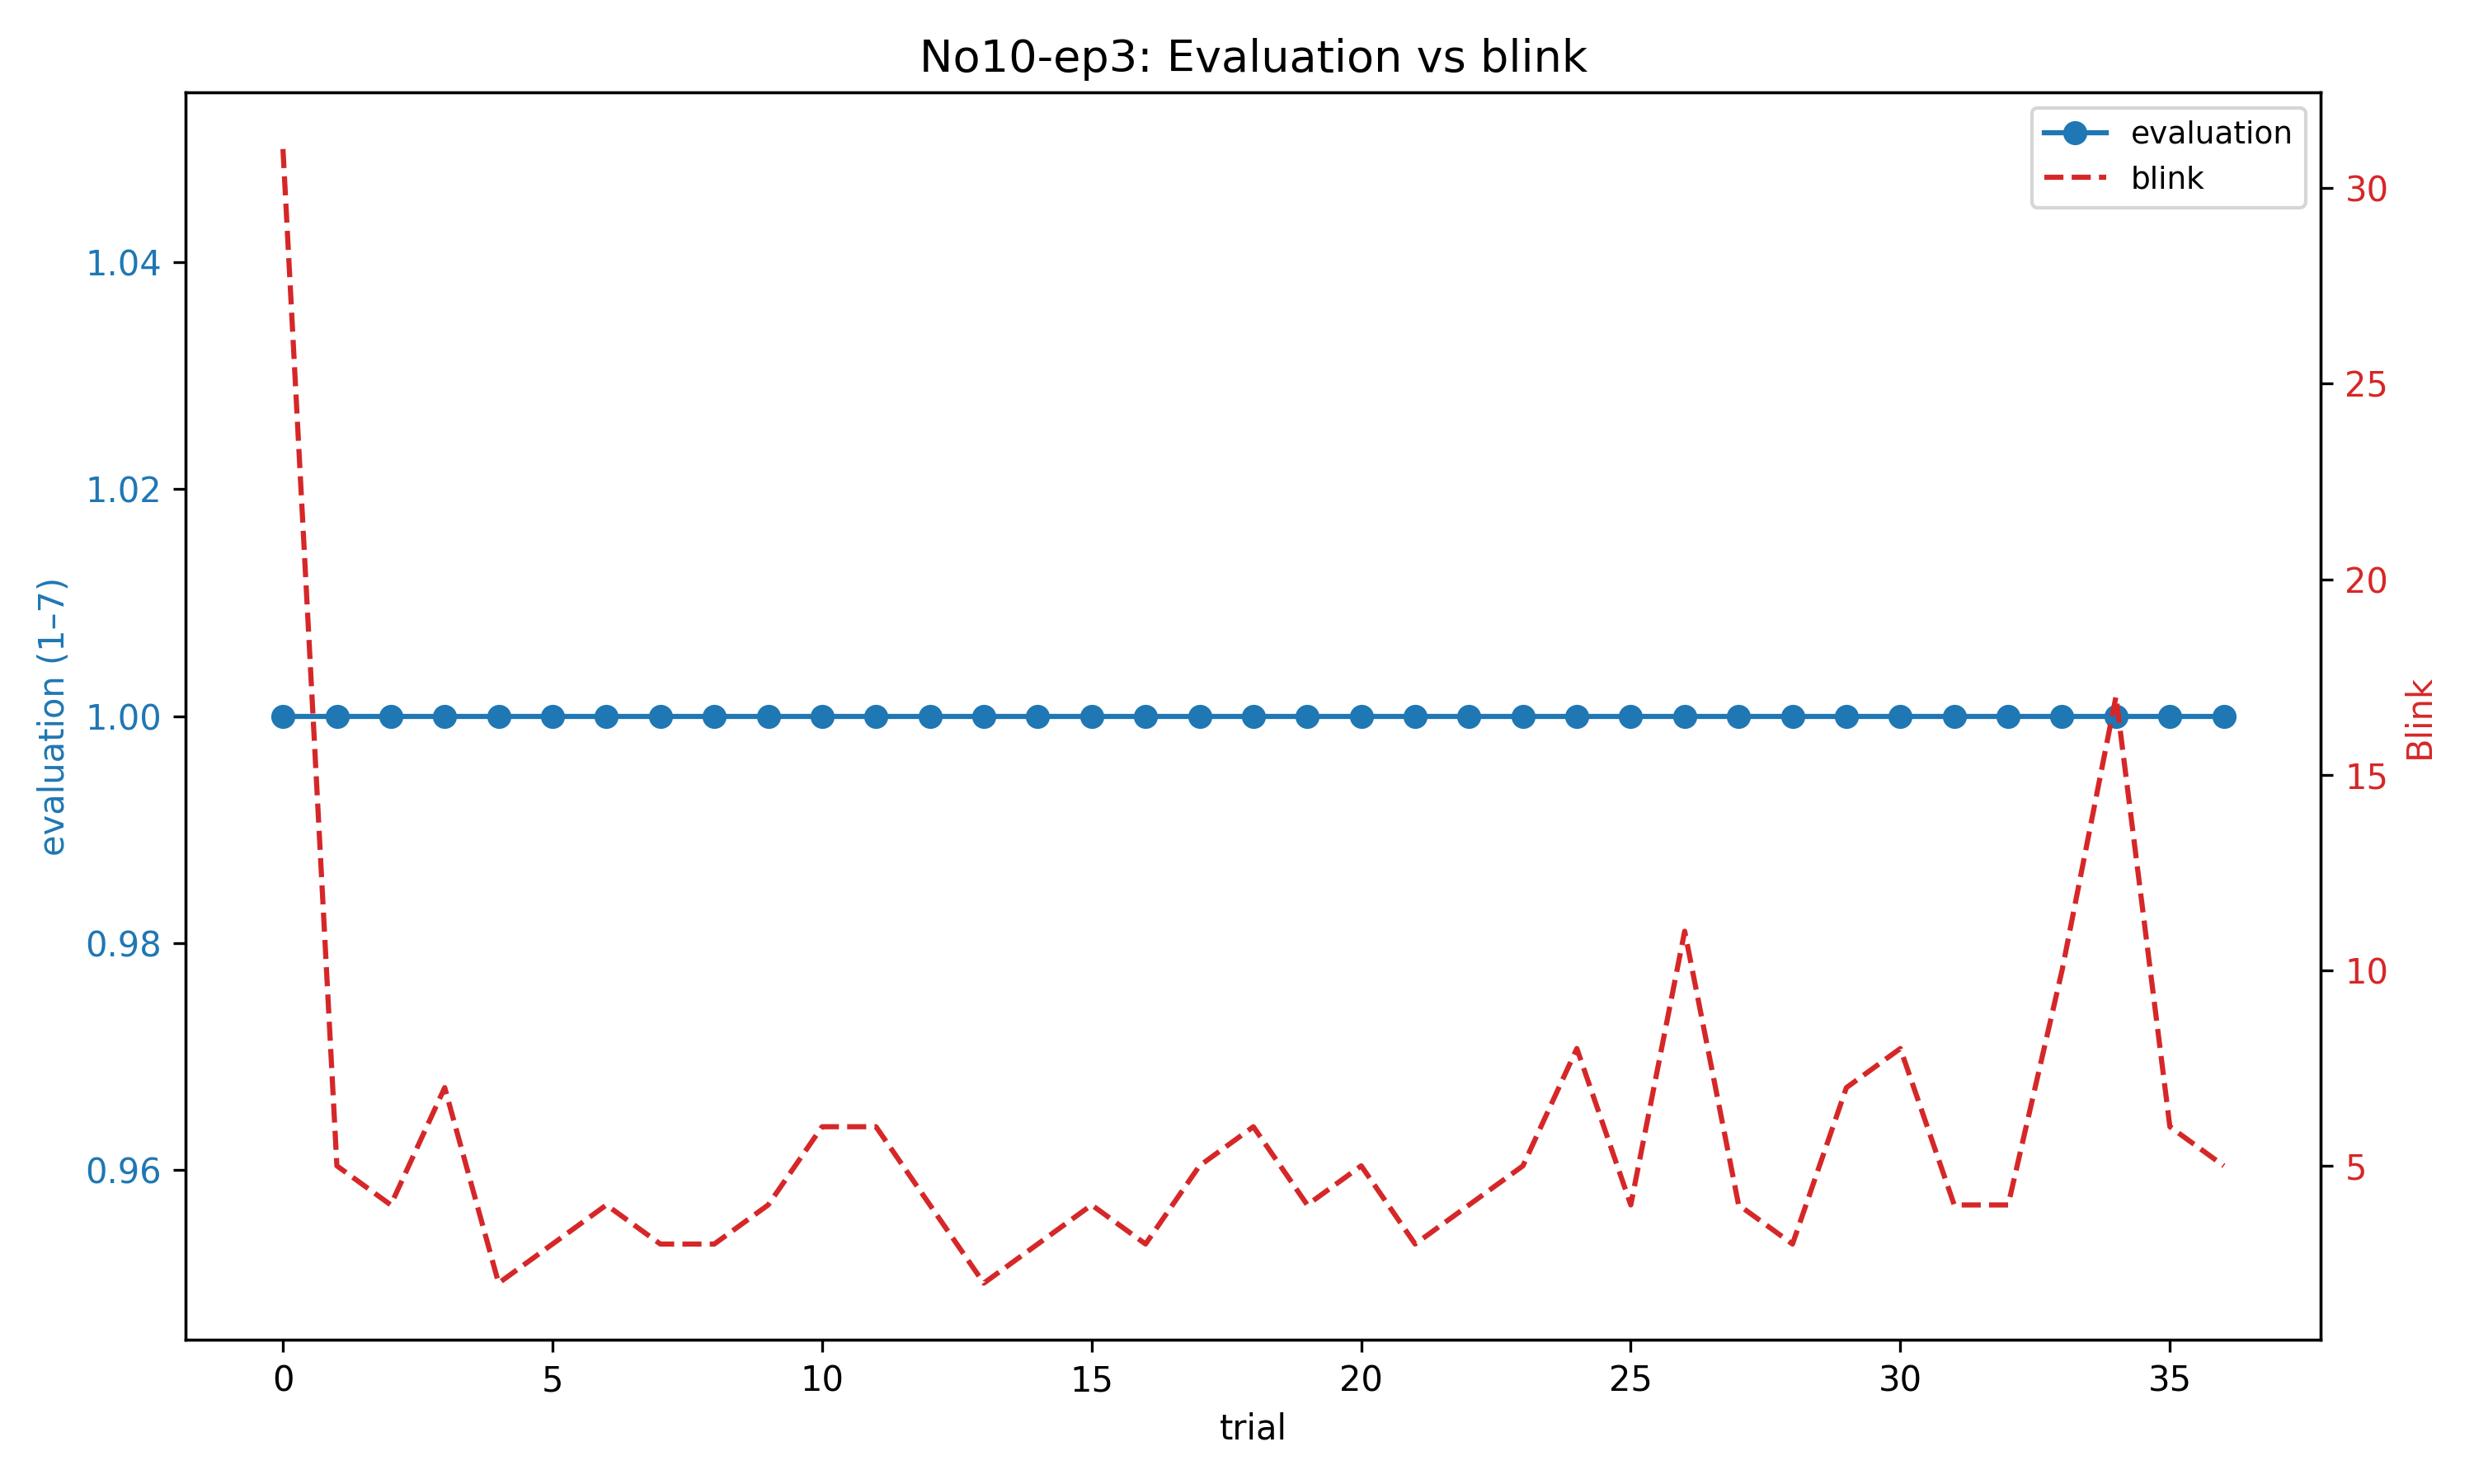 No10-ep3: Evaluation vs blink
evaluation
blink
1.04
1.02
1.00
0.98
0.96
evaluation (1–7)
30
25
20
15
10
5
Blink
0 5 10 15 20 25 30 35
trial